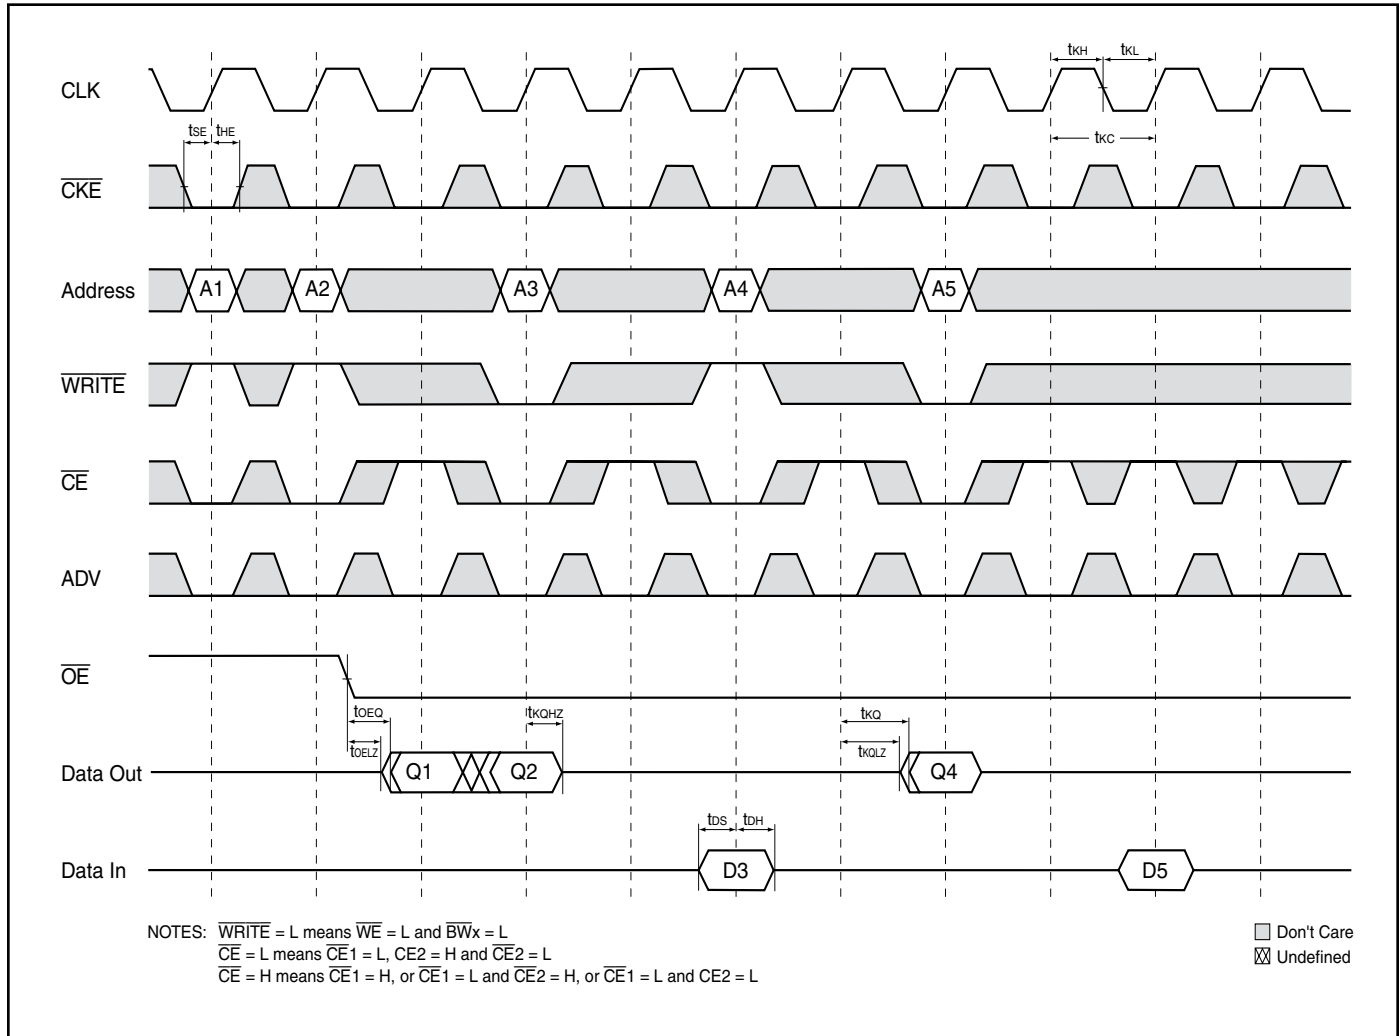 tKH tKL
CLK
tSE tHE
tKC
CKE
Address A1 A2 A3 A4 A5
WRITE
CE
ADV
OE
tOEQ tKQHZ tKQ
tOELZ tKQLZ
Data Out Q1 Q2 Q4
tDS tDH
Data In D3 D5
NOTES: WRITE = L means WE = L and BWx = L
CE = L means CE1 = L, CE2 = H and CE2 = L
CE = H means CE1 = H, or CE1 = L and CE2 = H, or CE1 = L and CE2 = L
Don't Care
Undefined